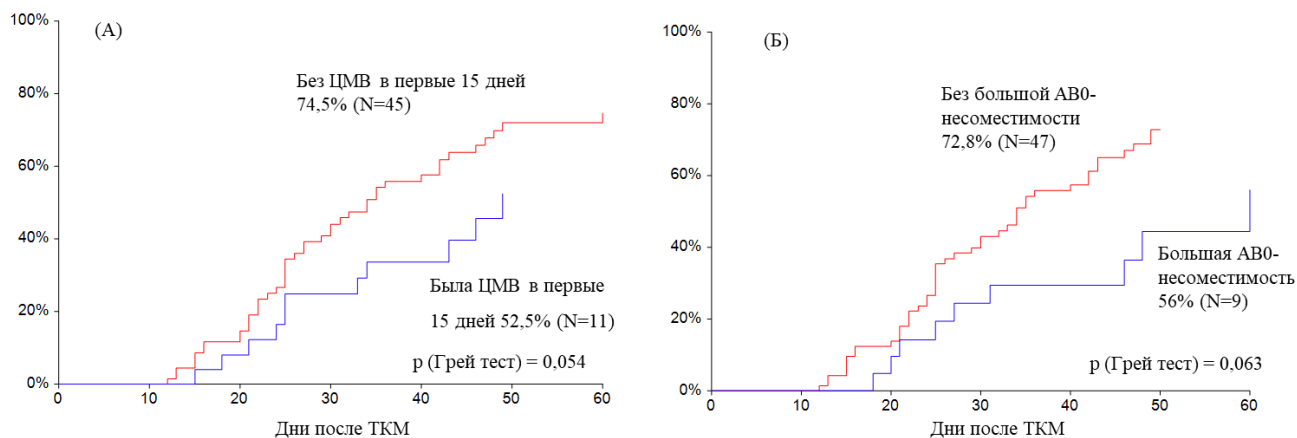 100%
80%
60%
40%
20%
0%
(А)
Без ЦМВ в первые 15 дней
74,5% (N=45)
Была ЦМВ в первые
15 дней 52,5% (N=11)
p (Грей тест) = 0,054
0 10 20 30 40 50 60
Дни после ТКМ
100%
80%
60%
40%
20%
0%
(Б)
Без большой АВ0-
несоместимости
72,8% (N=47)
Большая АВ0-
несоместимость
56% (N=9)
p (Грей тест) = 0,063
0 10 20 30 40 50 60
Дни после ТКМ